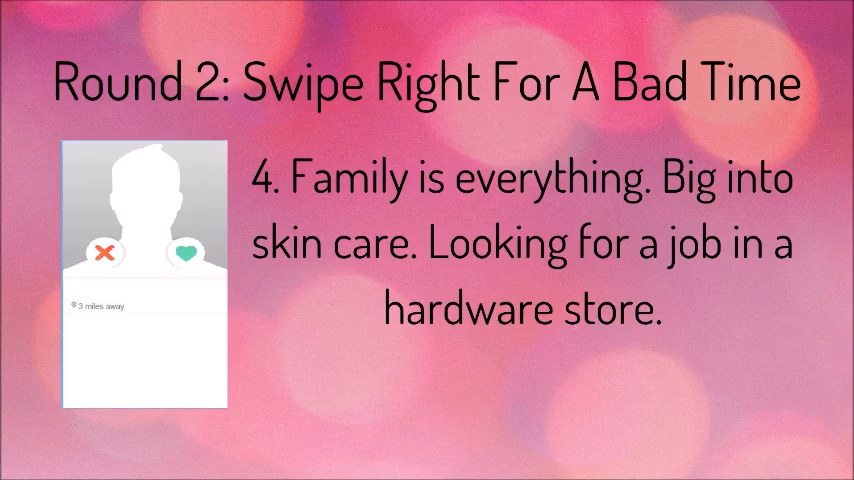 Round 2: Swipe Right For A Bad Time
4. Family is everything. Big into
skin care. Looking for a job in a
hardware store.
3 miles away